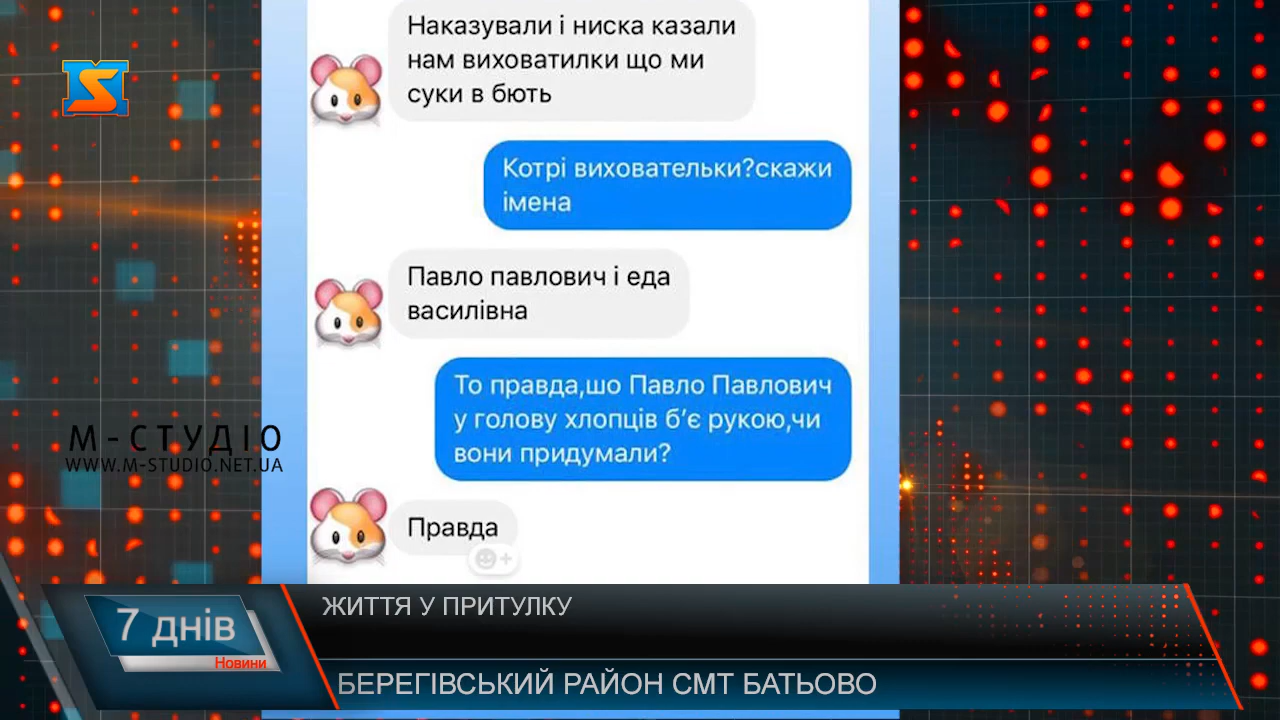 Наказували і ниска казали
нам виховатилки що ми
суки в бють
Котрі виховательки?скажи
імена
Павло павлович і еда
василівна
То правда,шо Павло Павлович
у голову хлопців б’є рукою,чи
вони придумали?
Правда
М-СТУДІО
WWW.M-STUDIO.NET.UA
7 днів
Новини
ЖИТТЯ У ПРИТУЛКУ
БЕРЕГІВСЬКИЙ РАЙОН СМТ БАТЬОВО